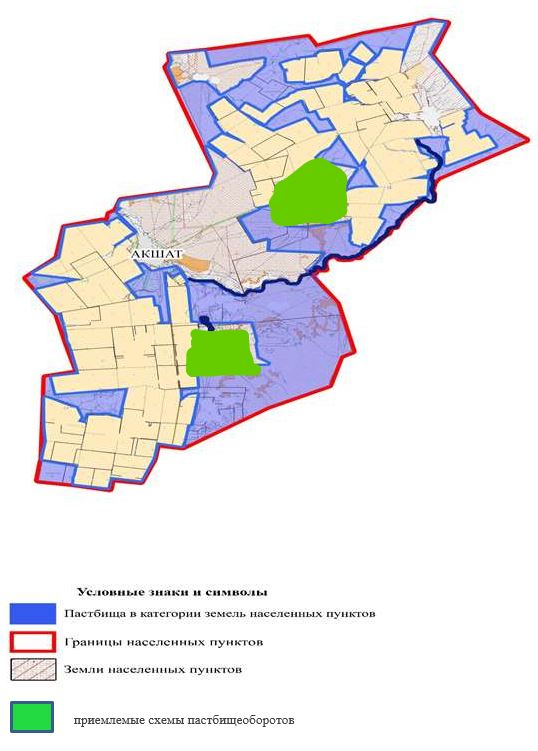 АКШАТ
Условные знаки и символы
Пастбища в категории земель населенных пунктов
Границы населенных пунктов
Земли населенных пунктов
приемлемые схемы пастбищеоборотов